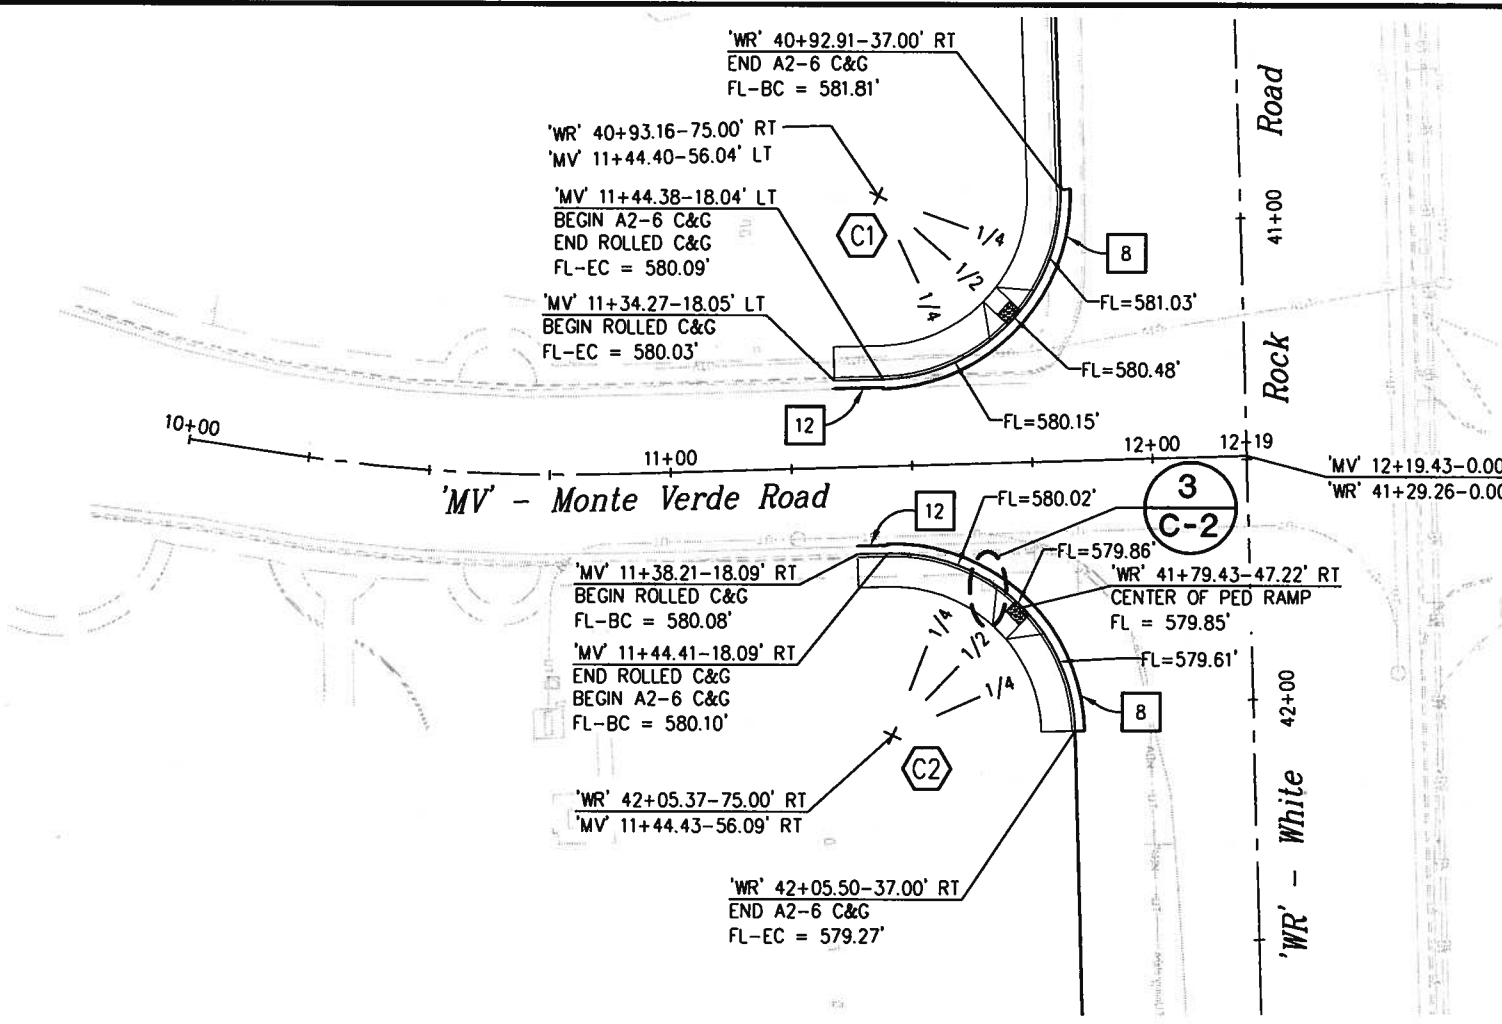 'WR' 40+92.91-37.00' RT
END A2-6 C&G
FL-BC = 581.81'
'WR' 40+93.16-75.00' RT
'MV' 11+44.40-56.04' LT
'MV' 11+44.38-18.04' LT
BEGIN A2-6 C&G
END ROLLED C&G
FL-EC = 580.09'
'MV' 11+34.27-18.05' LT
BEGIN ROLLED C&G
FL-EC = 580.03'
C1
1/4
1/2
1/4
8
FL=581.03'
FL=580.48'
FL=580.15'
12
Road
41+00
Rock
10+00
11+00
12+00
12+19
'MV' 12+19.43-0.00
'WR' 41+29.26-0.00
'MV' - Monte Verde Road
3
C-2
12
FL=580.02'
FL=579.86'
'WR' 41+79.43-47.22' RT
CENTER OF PED RAMP
FL = 579.85'
FL=579.61'
'MV' 11+38.21-18.09' RT
BEGIN ROLLED C&G
FL-BC = 580.08'
'MV' 11+44.41-18.09' RT
END ROLLED C&G
BEGIN A2-6 C&G
FL-BC = 580.10'
1/4
1/2
1/4
8
42+00
C2
'WR' 42+05.37-75.00' RT
'MV' 11+44.43-56.09' RT
'WR' 42+05.50-37.00' RT
END A2-6 C&G
FL-EC = 579.27'
'WR' - White